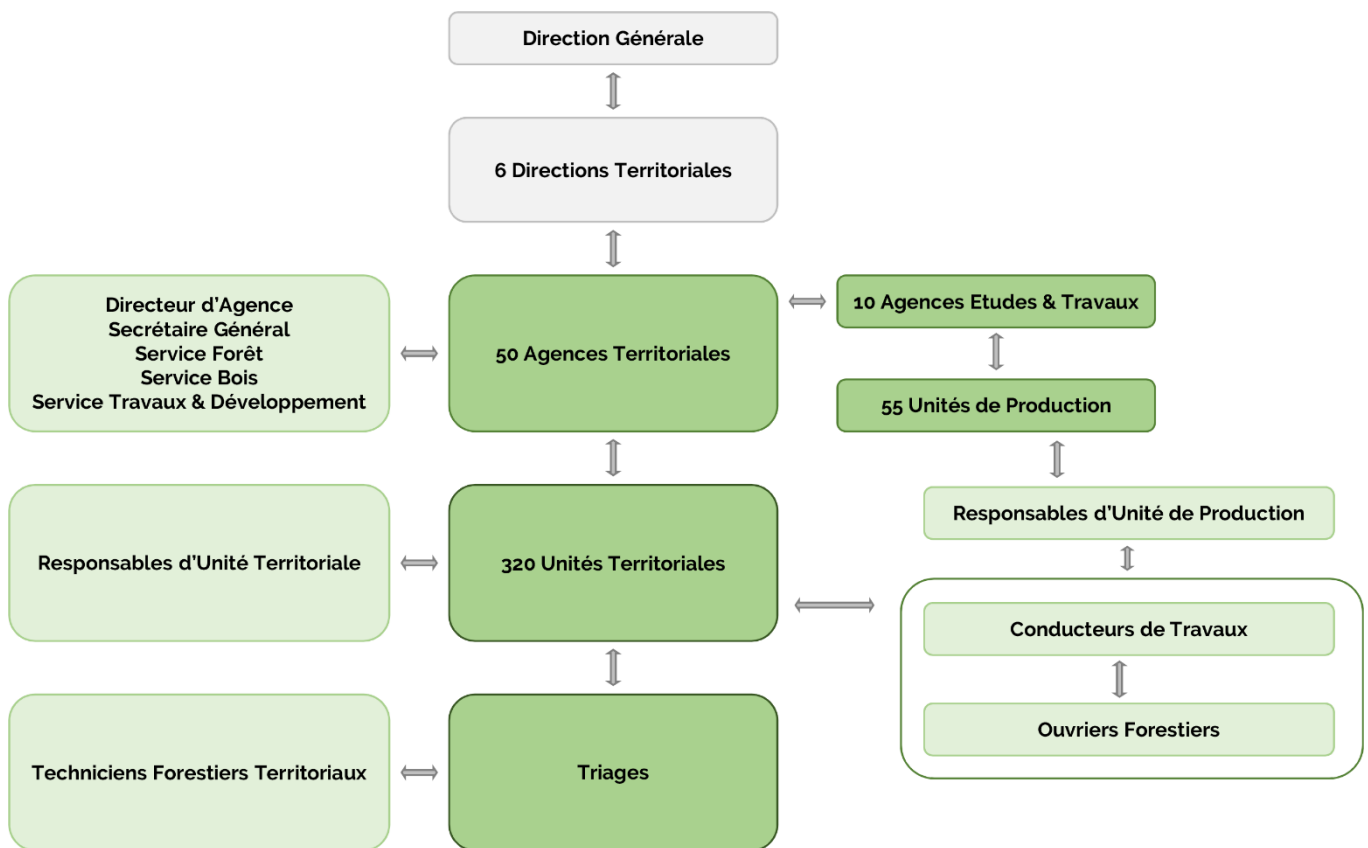 Direction Générale
6 Directions Territoriales
Directeur d'Agence
Secrétaire Général
Service Forêt
Service Bois
Service Travaux & Développement
50 Agences Territoriales
10 Agences Etudes & Travaux
55 Unités de Production
Responsables d'Unité Territoriale
320 Unités Territoriales
Responsables d'Unité de Production
Conducteurs de Travaux
Ouvriers Forestiers
Techniciens Forestiers Territoriaux
Triages